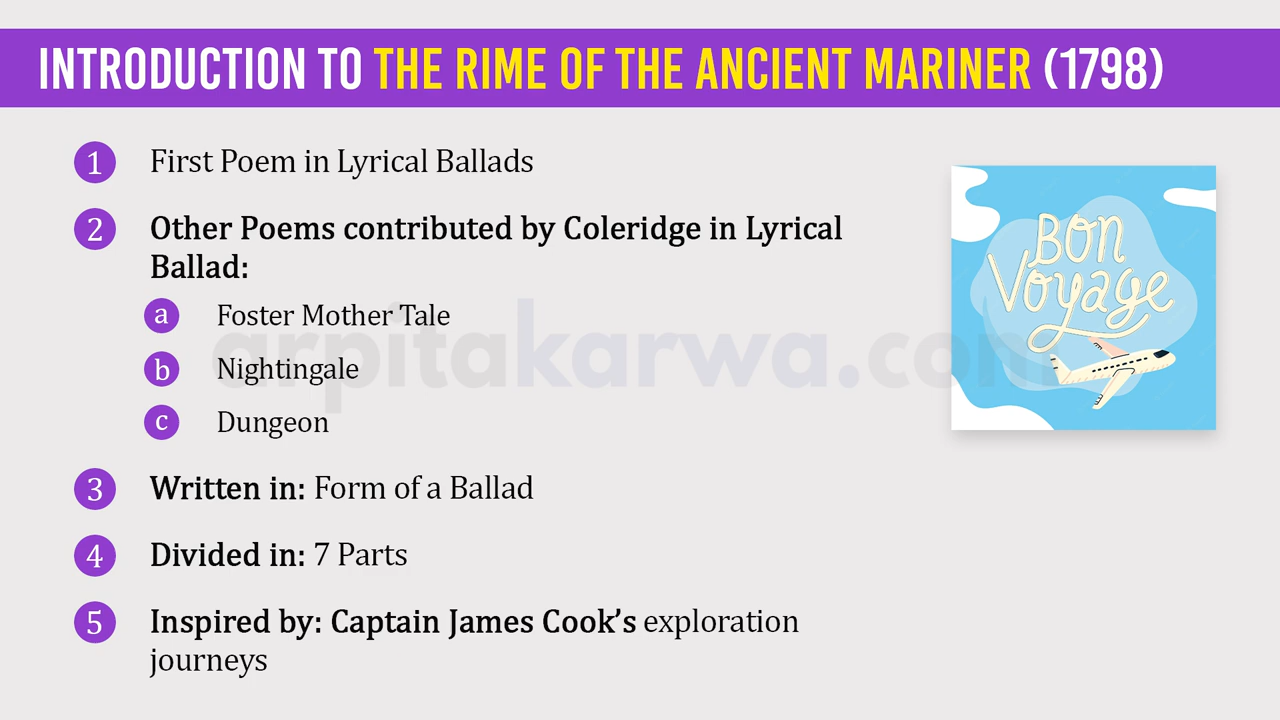 INTRODUCTION TO THE RIME OF THE ANCIENT MARINER (1798)
1 First Poem in Lyrical Ballads
2 Other Poems contributed by Coleridge in Lyrical
Ballad:
a Foster Mother Tale
b Nightingale
c Dungeon
3 Written in: Form of a Ballad
4 Divided in: 7 Parts
5 Inspired by: Captain James Cook’s exploration
journeys
BON
Voyage
arpitakarwa.com